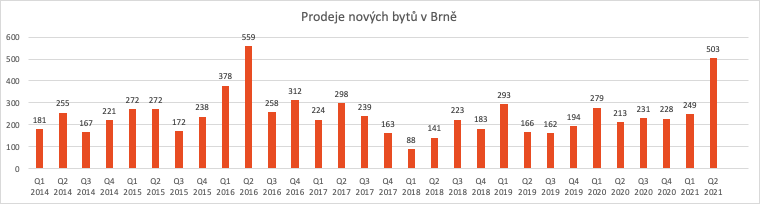 Prodeje nových bytů v Brně
600
500
400
300
200
100
0
181 255 167 221 272 272 172 238 378 559 258 312 224 298 239 163 88 141 223 183 293 166 162 194 279 213 231 228 249 503
Q1 Q2 Q3 Q4 Q1 Q2 Q3 Q4 Q1 Q2 Q3 Q4 Q1 Q2 Q3 Q4 Q1 Q2 Q3 Q4 Q1 Q2 Q3 Q4 Q1 Q2 Q3 Q4 Q1 Q2
2014 2014 2014 2014 2015 2015 2015 2015 2016 2016 2016 2016 2017 2017 2017 2017 2018 2018 2018 2018 2019 2019 2019 2019 2020 2020 2020 2020 2021 2021